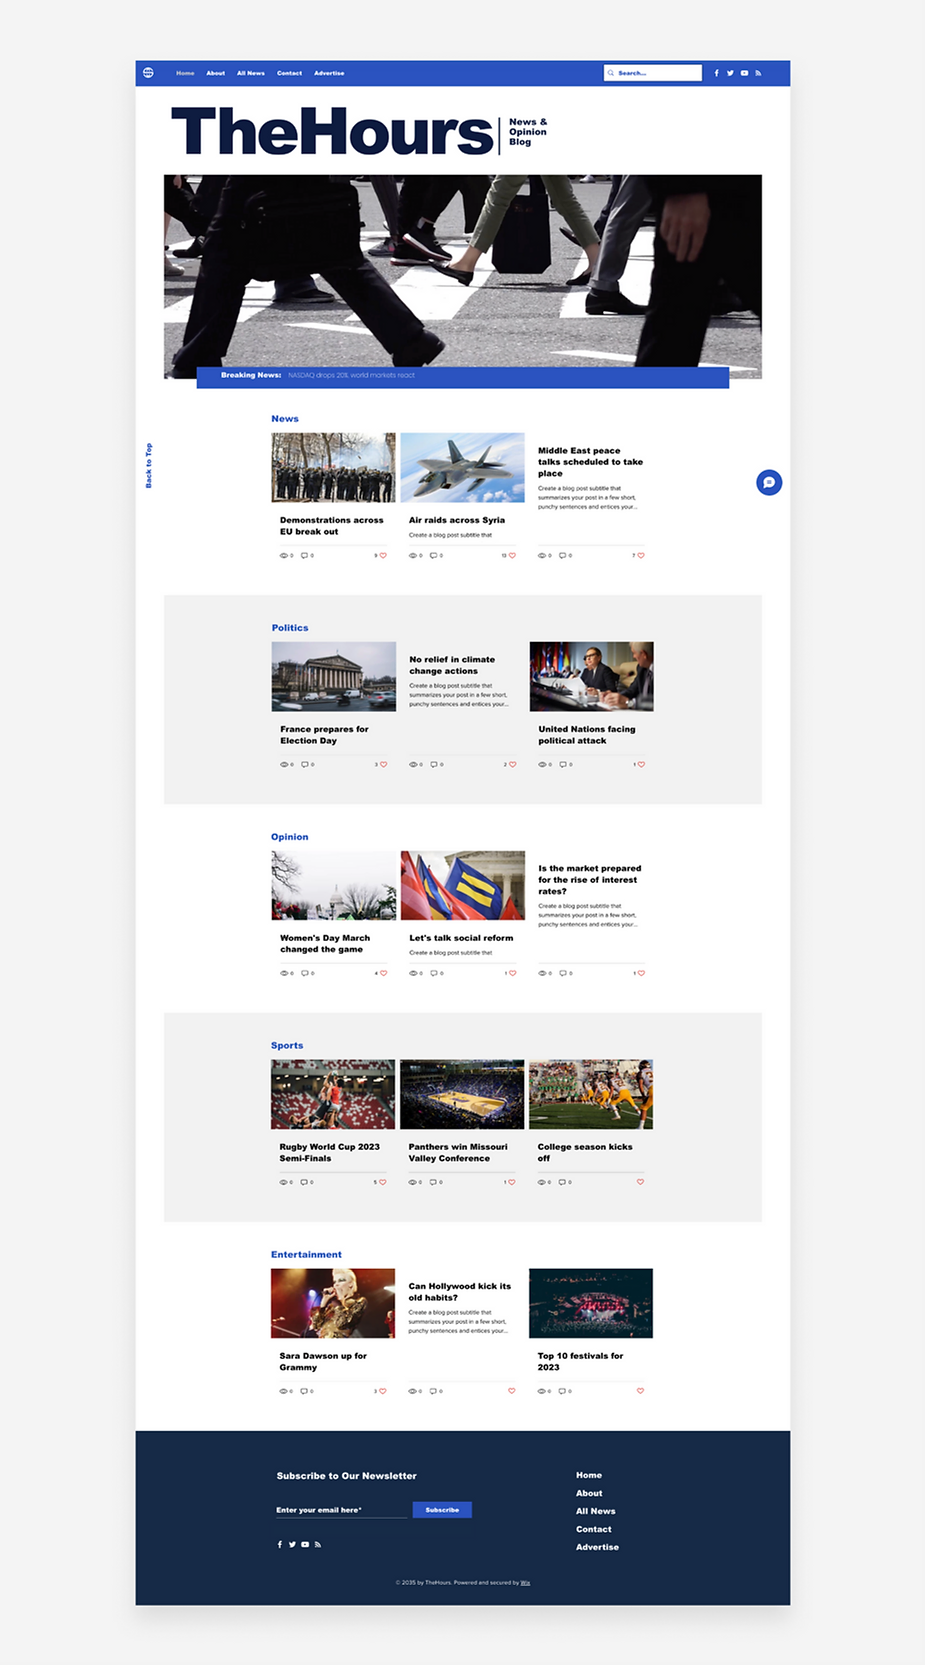 Home About All News Contact Advertise Search...
TheHours
News &
Opinion
Blog
Breaking News: NASDAQ drops 20%, world markets react
Back to Top
News
Demonstrations across
EU break out
0 0 9
Air raids across Syria
Create a blog post subtitle that
0 0 13
Middle East peace
talks scheduled to take
place
Create a blog post subtitle that
summarizes your post in a few short,
punchy sentences and entices your...
0 0 7
Politics
France prepares for
Election Day
0 0 3
No relief in climate
change actions
Create a blog post subtitle that
summarizes your post in a few short,
punchy sentences and entices your...
0 0 2
United Nations facing
political attack
0 0 1
Opinion
Women's Day March
changed the game
0 0 4
Let's talk social reform
Create a blog post subtitle that
0 0 1
Is the market prepared
for the rise of interest
rates?
Create a blog post subtitle that
summarizes your post in a few short,
punchy sentences and entices your...
0 0 1
Sports
Rugby World Cup 2023
Semi-Finals
0 0 5
Panthers win Missouri
Valley Conference
0 0 1
College season kicks
off
0 0
Entertainment
Sara Dawson up for
Grammy
0 0 3
Can Hollywood kick its
old habits?
Create a blog post subtitle that
summarizes your post in a few short,
punchy sentences and entices your...
0 0
Top 10 festivals for
2023
0 0
Subscribe to Our Newsletter
Enter your email here*
Subscribe
Home
About
All News
Contact
Advertise
© 2035 by TheHours. Powered and secured by Wix